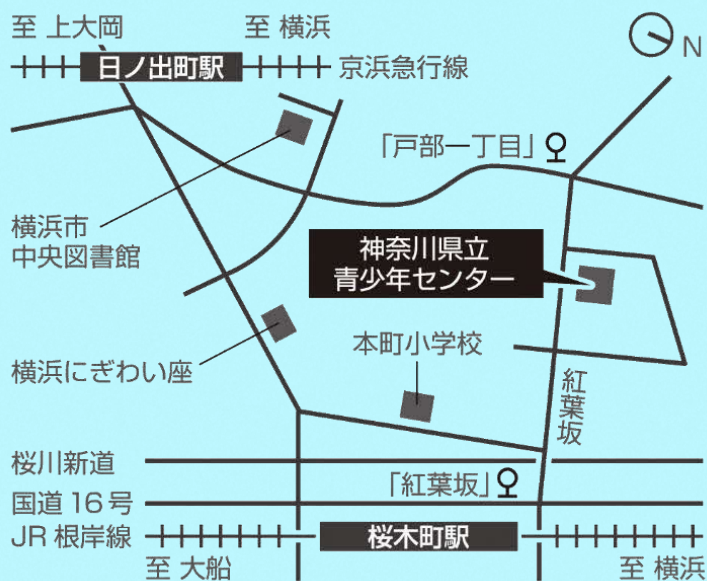 至 上大岡
至 横浜
N
日ノ出町駅
京浜急行線
「戸部一丁目」
横浜市
中央図書館
神奈川県立
青少年センター
本町小学校
横浜にぎわい座
紅葉坂
桜川新道
「紅葉坂」
国道16号
JR 根岸線
桜木町駅
至 大船
至 横浜